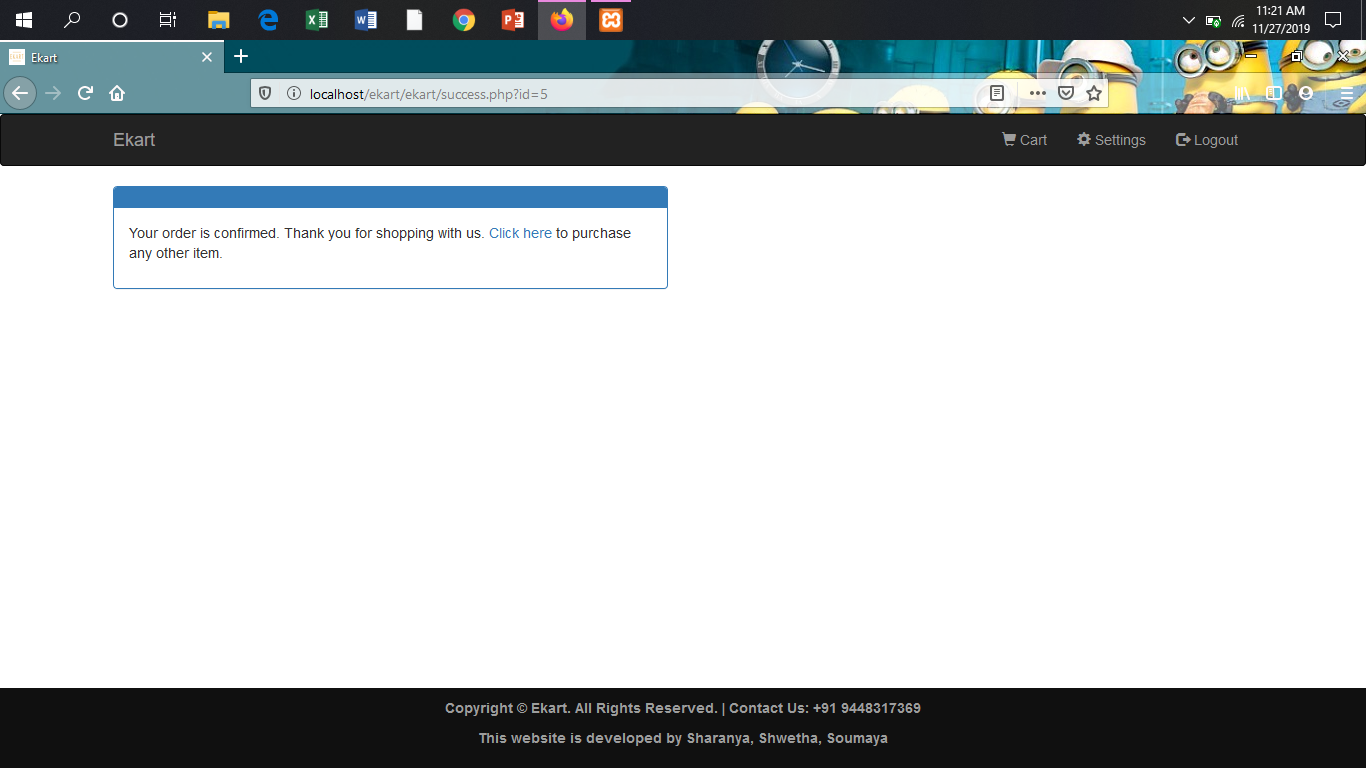 11:21 AM
11/27/2019
Ekart
localhost/ekart/ekart/success.php?id=5
Ekart
Cart
Settings
Logout
Your order is confirmed. Thank you for shopping with us. Click here to purchase
any other item.
Copyright © Ekart. All Rights Reserved. | Contact Us: +91 9448317369
This website is developed by Sharanya, Shwetha, Soumaya